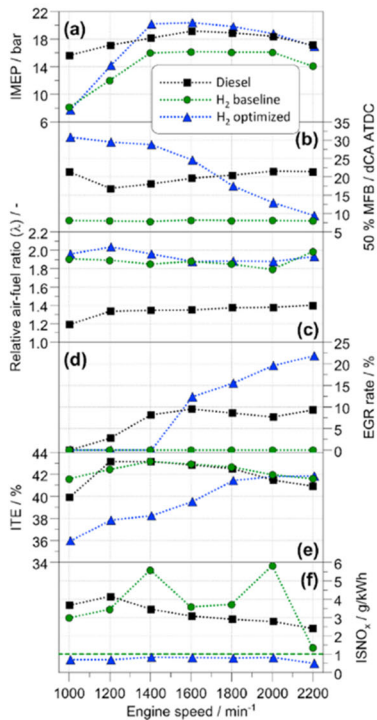 (a)
IMEP / bar
22
18
14
10
6
Diesel
H₂ baseline
H₂ optimized
(b)
50 % MFB / dCA ATDC
35
30
25
20
15
10
5
Relative air-fuel ratio (λ) / -
2.2
2.0
1.8
1.6
1.4
1.2
1.0
(c)
(d)
EGR rate / %
25
20
15
10
5
0
ITE / %
44
42
40
38
36
34
(e)
(f)
ISNOₓ / g/kWh
6
5
4
3
2
1
0
1000 1200 1400 1600 1800 2000 2200
Engine speed / min⁻¹